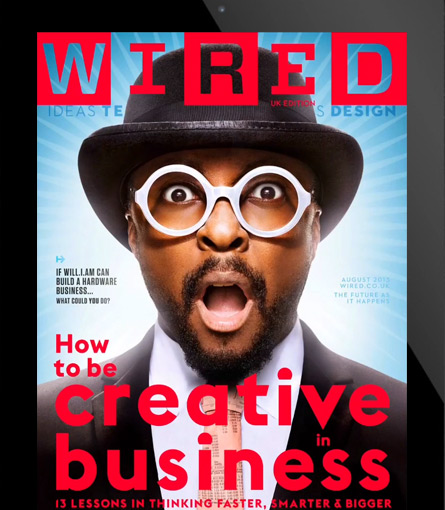 WIRED
UK EDITION
IDEAS TE S DESIGN
IF WILL.I.AM CAN
BUILD A HARDWARE
BUSINESS...
WHAT COULD YOU DO?
AUGUST 2013
WIRED.CO.UK
THE FUTURE AS
IT HAPPENS
How
to be
creative
in
business
13 LESSONS IN THINKING FASTER, SMARTER & BIGGER